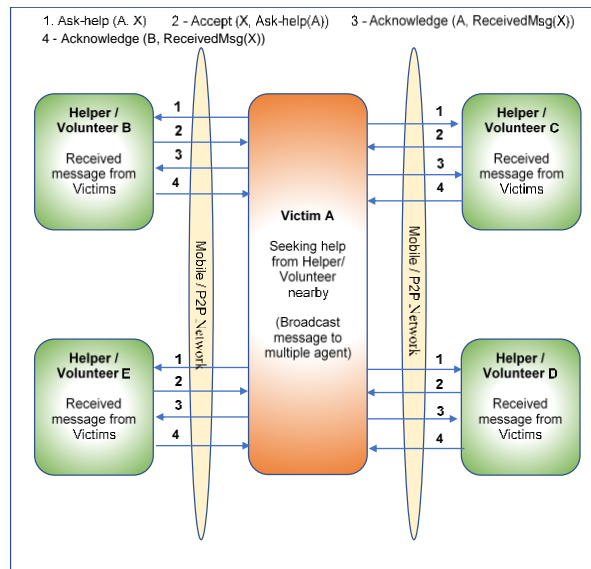 1. Ask-help (A. X) 2 - Accept (X, Ask-help(A)) 3 - Acknowledge (A, ReceivedMsg(X))
4 - Acknowledge (B, ReceivedMsg(X))
Helper /
Volunteer B
Received
message from
Victims
1
2
3
4
Mobile / P2P Network
Victim A
Seeking help
from Helper/
Volunteer
nearby
(Broadcast
message to
multiple agent)
1
2
3
4
Mobile / P2P Network
Helper /
Volunteer C
Received
message from
Victims
Helper /
Volunteer E
Received
message from
Victims
1
2
3
4
1
2
3
4
Helper /
Volunteer D
Received
message from
Victims